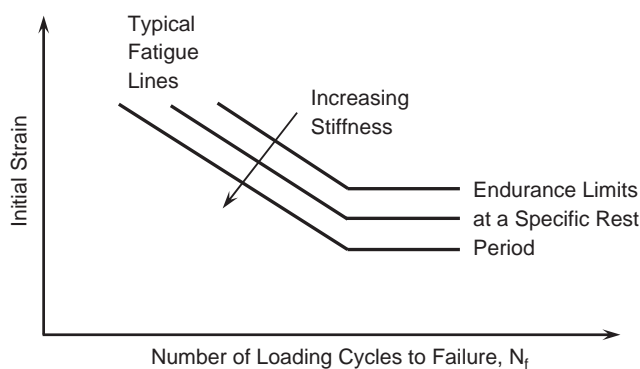 Typical
Fatigue
Lines
Increasing
Stiffness
Initial Strain
Endurance Limits
at a Specific Rest
Period
Number of Loading Cycles to Failure, Nf